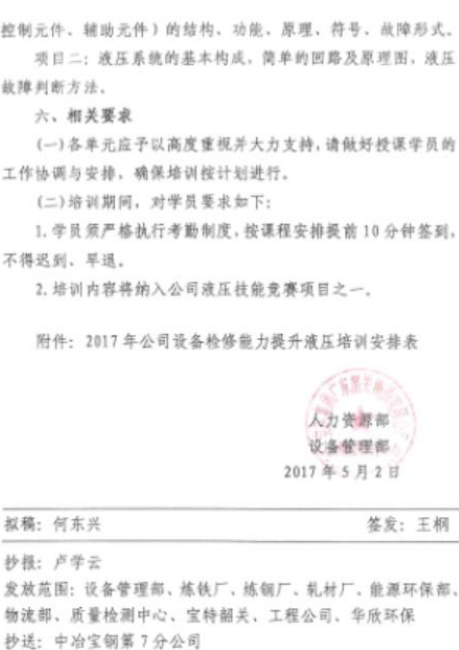 控制元件、辅助元件）的结构、功能、原理、符号、故障形式。
项目二：液压系统的基本构成，简单的回路及原理图，液压
故障判断方法。
六、相关要求
（一）各单元应予以高度重视并大力支持，请做好授课学员的
工作协调与安排，确保培训按计划进行。
（二）培训期间，对学员要求如下：
1.学员须严格执行考勤制度，按课程安排提前10分钟签到，
不得迟到、早退。
2.培训内容将纳入公司液压技能竞赛项目之一。
附件：2017年公司设备检修能力提升液压培训安排表
人力资源部
设备管理部
2017年5月2日
拟稿：何东兴 签发：王桐
抄报：卢学云
发放范围：设备管理部、炼铁厂、炼钢厂、轧材厂、能源环保部、
物流部、质量检测中心、宝特韶关、工程公司、华欣环保
抄送：中冶宝钢第7分公司